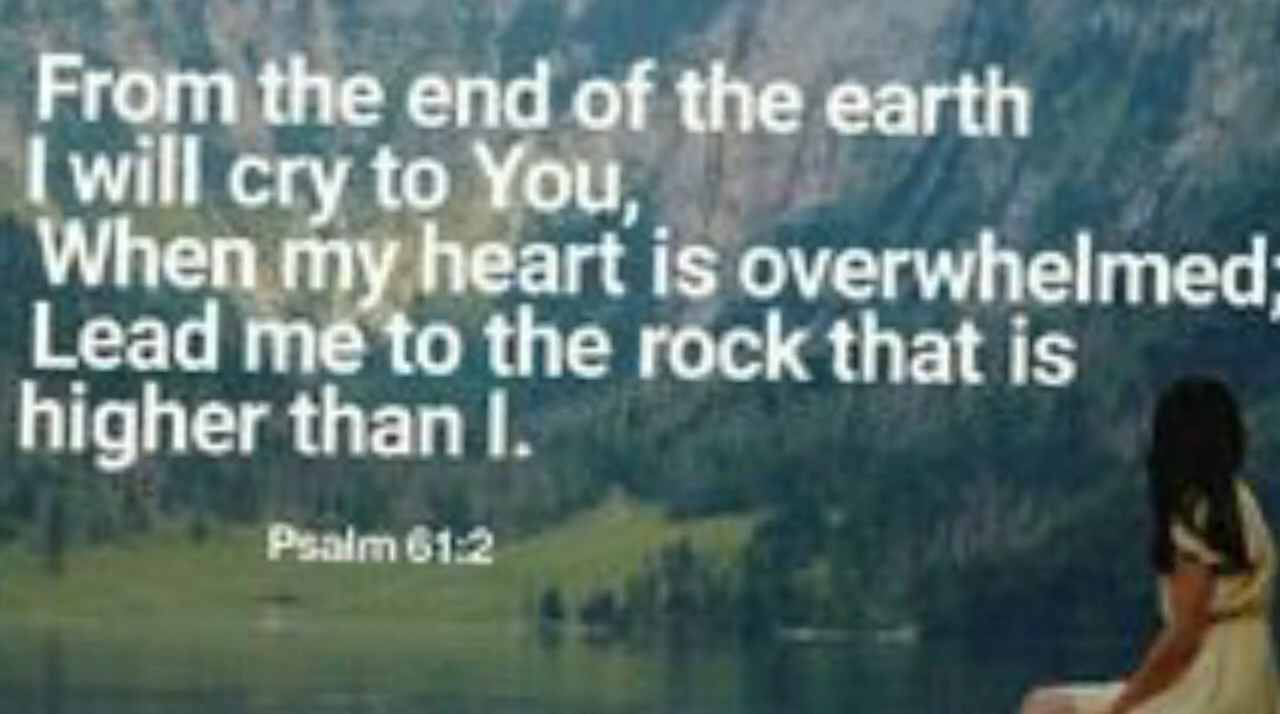 From the end of the earth
I will cry to You,
When my heart is overwhelmed;
Lead me to the rock that is
higher than I.
Psalm 61:2